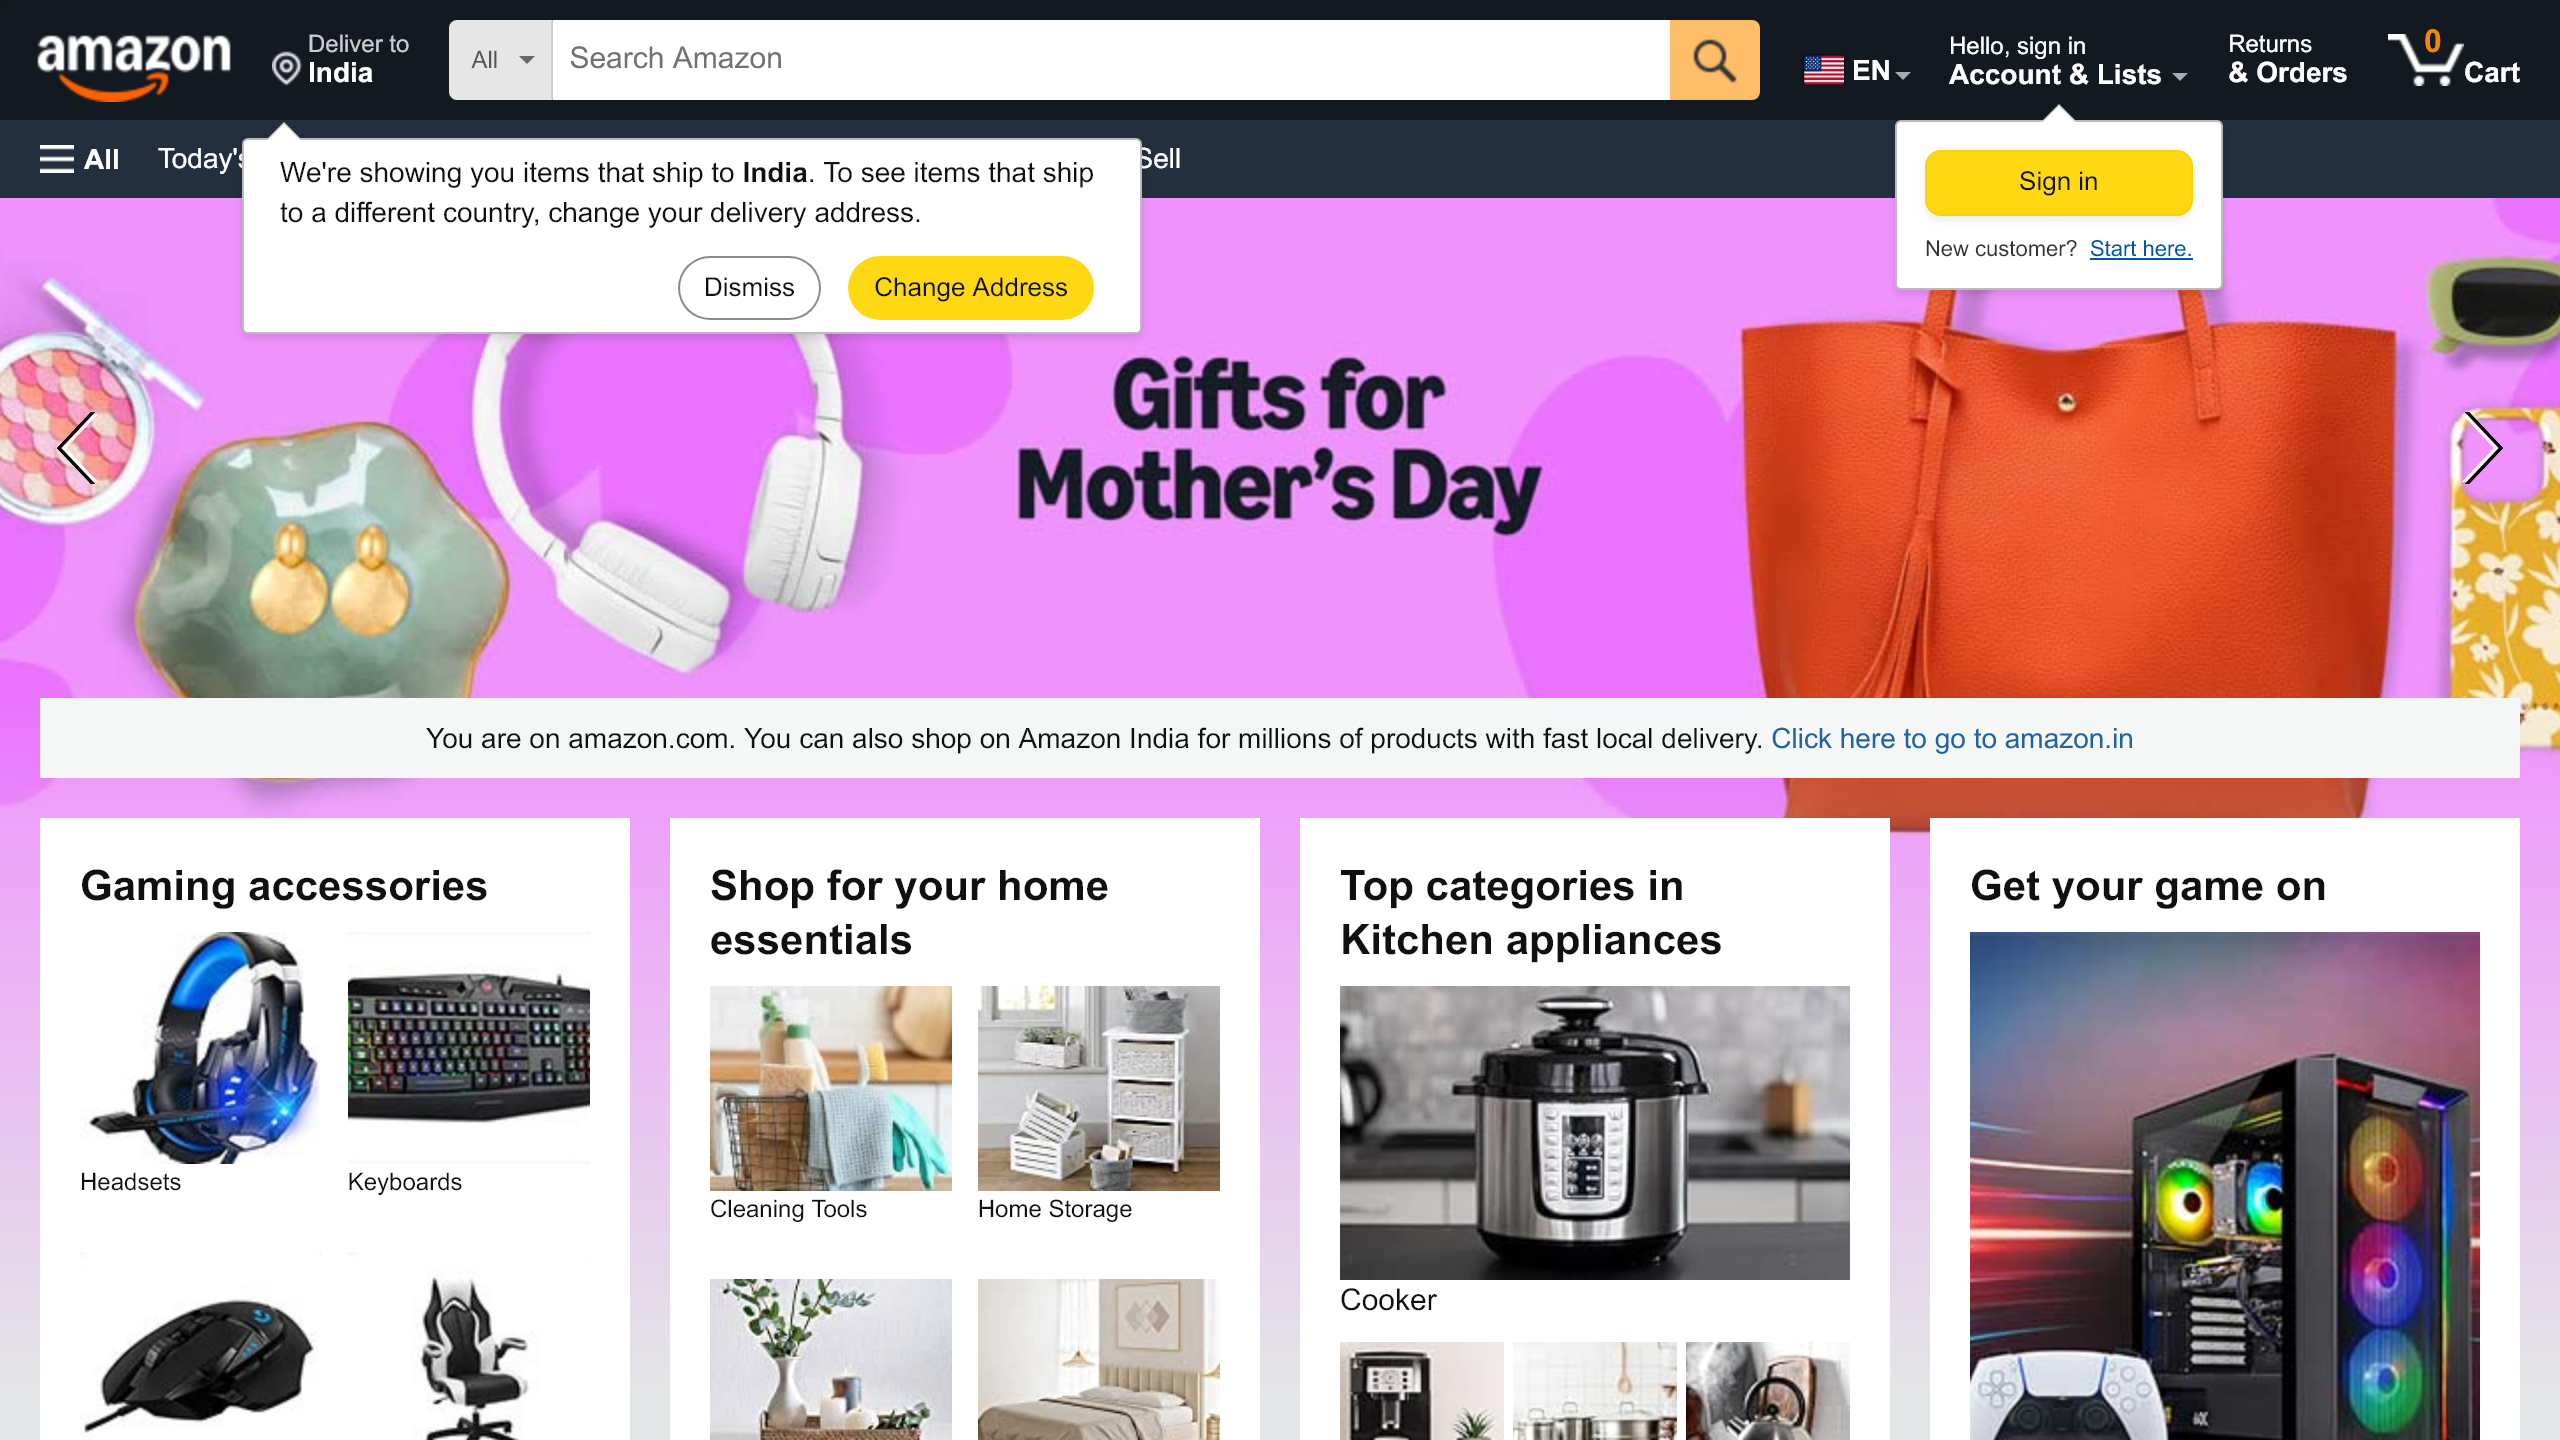 amazon
Deliver to
India
All
Search Amazon
EN
Hello, sign in
Account & Lists
Returns
& Orders
0
Cart
All
Today's
Sell
We're showing you items that ship to India. To see items that ship
to a different country, change your delivery address.
Dismiss
Change Address
Sign in
New customer? Start here.
Gifts for
Mother's Day
You are on amazon.com. You can also shop on Amazon India for millions of products with fast local delivery. Click here to go to amazon.in
Gaming accessories
Headsets
Keyboards
Shop for your home
essentials
Cleaning Tools
Home Storage
Top categories in
Kitchen appliances
Cooker
Get your game on